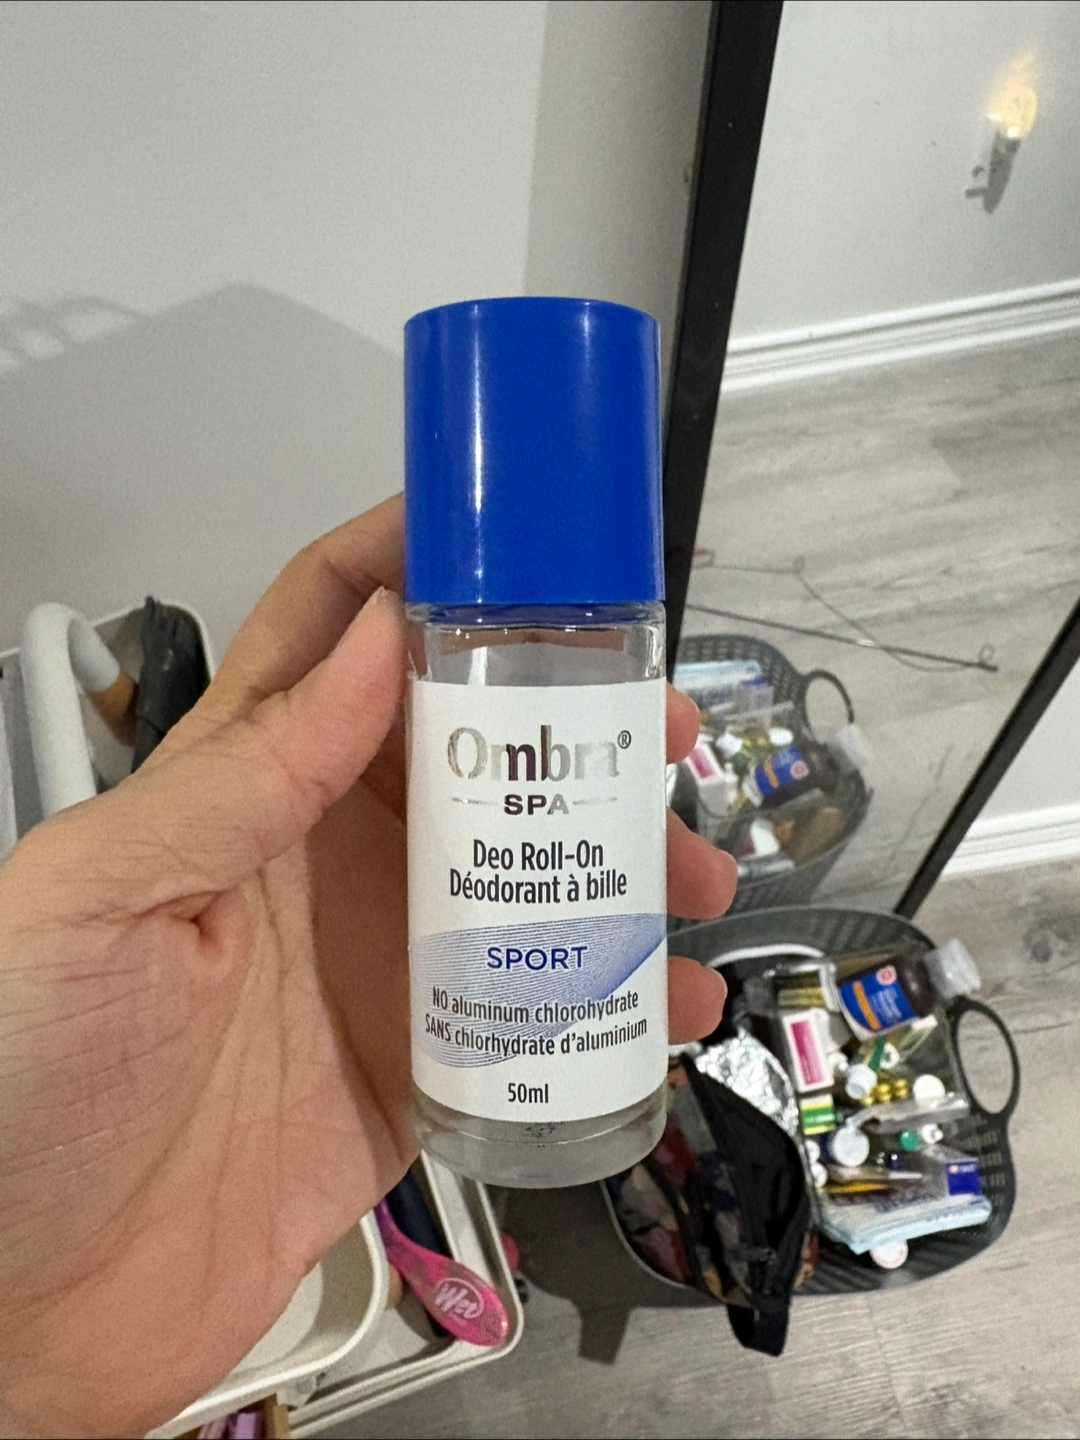 Ombra®
SPA
Deo Roll-On
Déodorant à bille
SPORT
NO aluminum chlorohydrate
SANS chlorhydrate d'aluminium
50ml
Wet